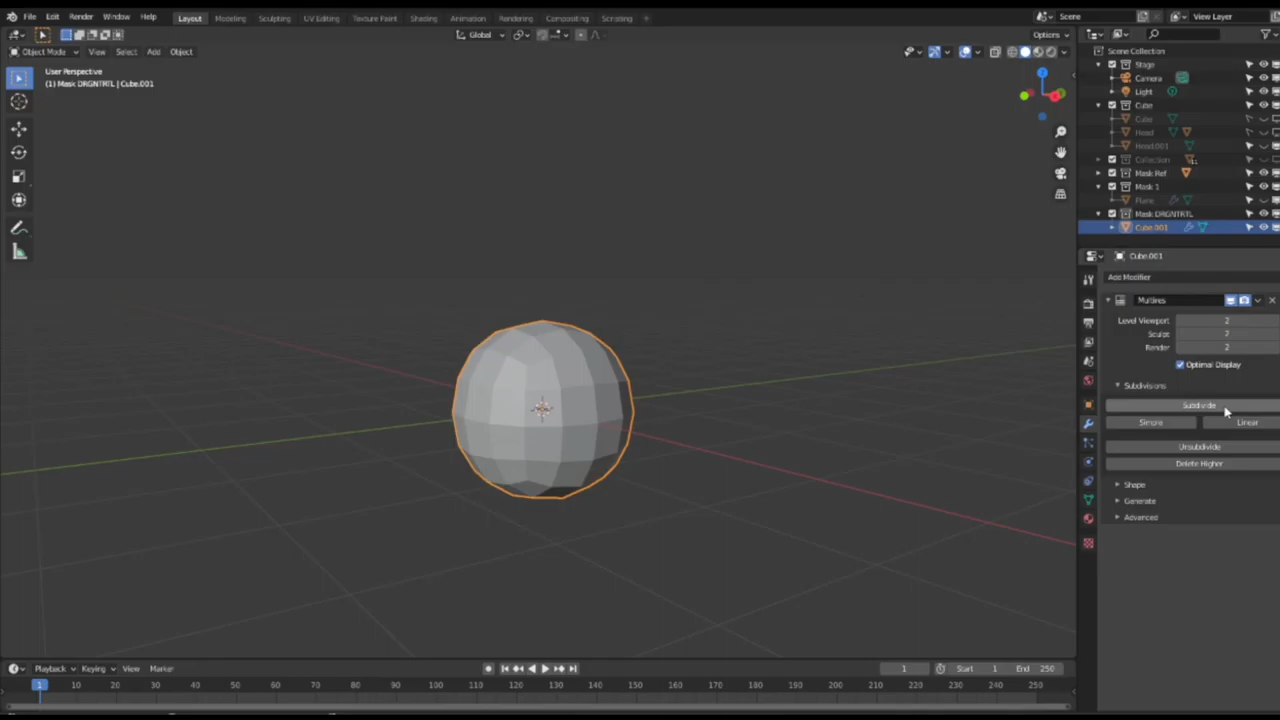 File Edit Render Window Help Layout Modeling Sculpting UV Editing Texture Paint Shading Animation Rendering Compositing Scripting + Scene View Layer
Global Options
Object Mode View Select Add Object
User Perspective
(1) Mask DRGNTRTL | Cube.001
Scene Collection
Stage
Camera
Light
Cube
Cube
Head
Head.001
Collection
Mask Ref
Mask 1
Plane
Mask DRGNTRTL
Cube.001
Cube.001
Add Modifier
Multires
Level Viewport 2
Sculpt 2
Render 2
Optimal Display
Subdivisions
Subdivide
Simple Linear
Unsubdivide
Delete Higher
Shape
Generate
Advanced
Playback Keying View Marker 1 Start 1 End 250
1 10 20 30 40 50 60 70 80 90 100 110 120 130 140 150 160 170 180 190 200 210 220 230 240 250